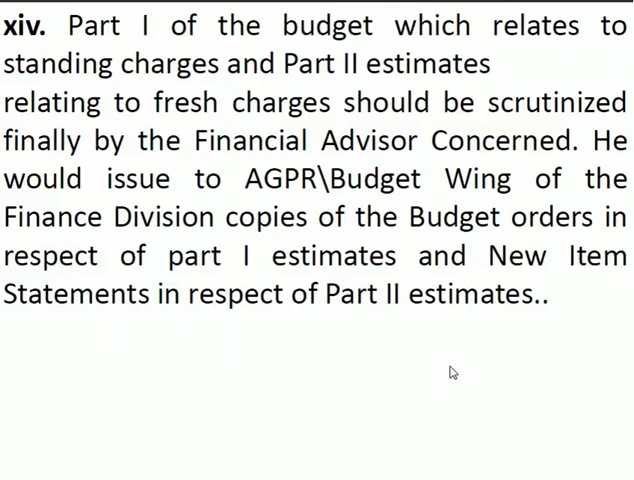 xiv. Part I of the budget which relates to
standing charges and Part II estimates
relating to fresh charges should be scrutinized
finally by the Financial Advisor Concerned. He
would issue to AGPR\Budget Wing of the
Finance Division copies of the Budget orders in
respect of part I estimates and New Item
Statements in respect of Part II estimates..